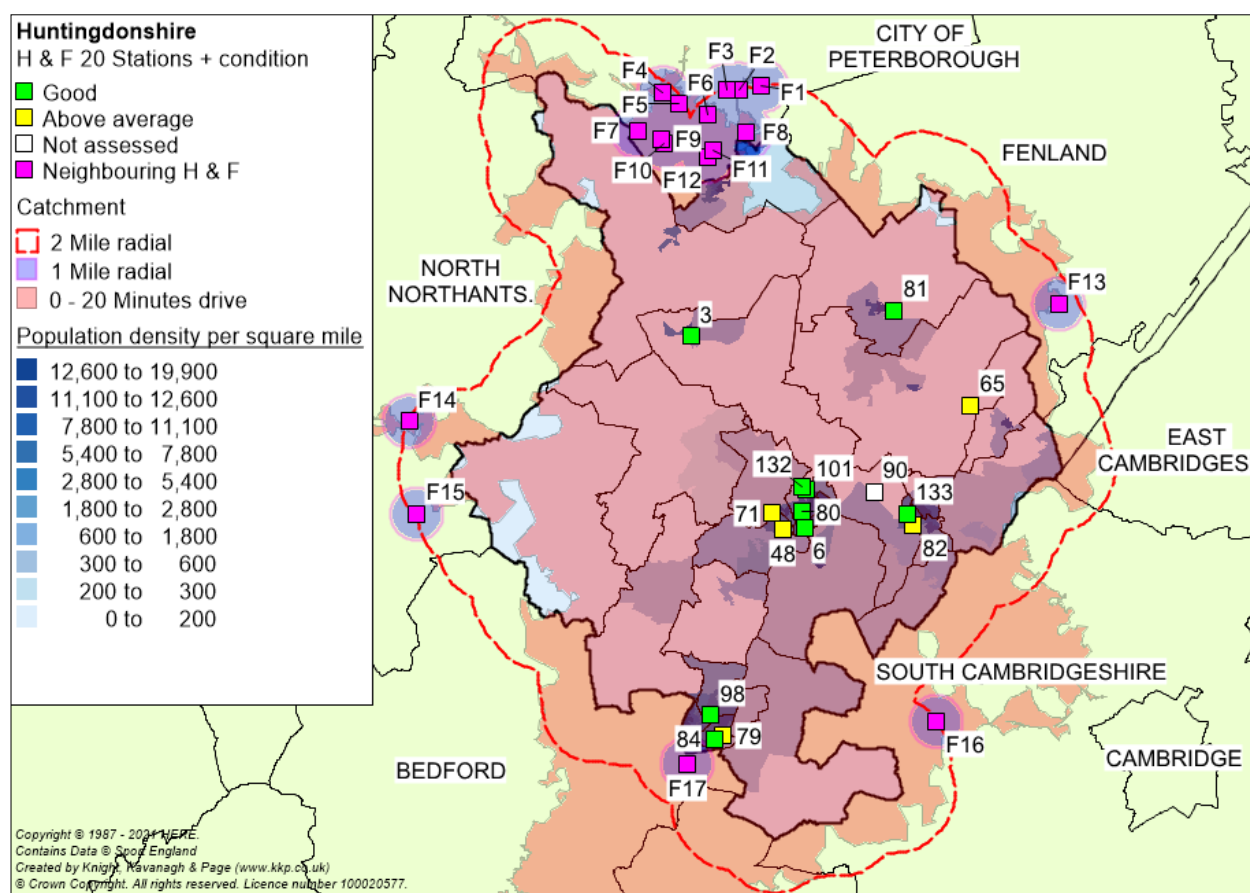 Huntingdonshire
H & F 20 Stations + condition
Good
Above average
Not assessed
Neighbouring H & F
Catchment
2 Mile radial
1 Mile radial
0 - 20 Minutes drive
Population density per square mile
12,600 to 19,900
11,100 to 12,600
7,800 to 11,100
5,400 to 7,800
2,800 to 5,400
1,800 to 2,800
600 to 1,800
300 to 600
200 to 300
0 to 200
CITY OF
PETERBOROUGH
F3
F2
F4
F6
F1
F5
F7
F9
F8
F10
F12
F11
FENLAND
NORTH
NORTHANTS.
81
F13
3
F14
65
EAST
CAMBRIDGES
132
101
90
133
F15
71
80
48
6
82
SOUTH CAMBRIDGESHIRE
98
84
79
F16
BEDFORD
F17
CAMBRIDGE
Copyright © 1987 - 2021 HERE.
Contains Data © Sport England
Created by Knight, Kavanagh & Page (www.kkp.co.uk)
© Crown Copyright. All rights reserved. Licence number 100020577.